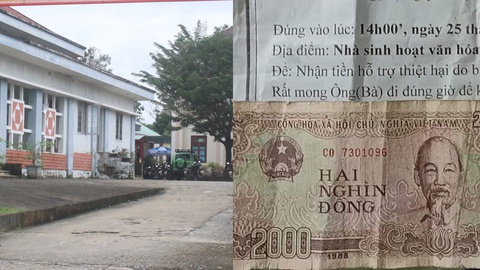 Đúng vào lúc: 14h00', ngày 25 thá
Địa điểm: Nhà sinh hoạt văn hóa
Để: Nhận tiền hỗ trợ thiệt hại do b
Rất mong Ông(Bà) đi đúng giờ để k
CỘNG HÒA XÃ HỘI CHỦ NGHĨA VIỆT NAM
CO 7301096
HAI
NGHÌN
ĐỒNG
2000
1988